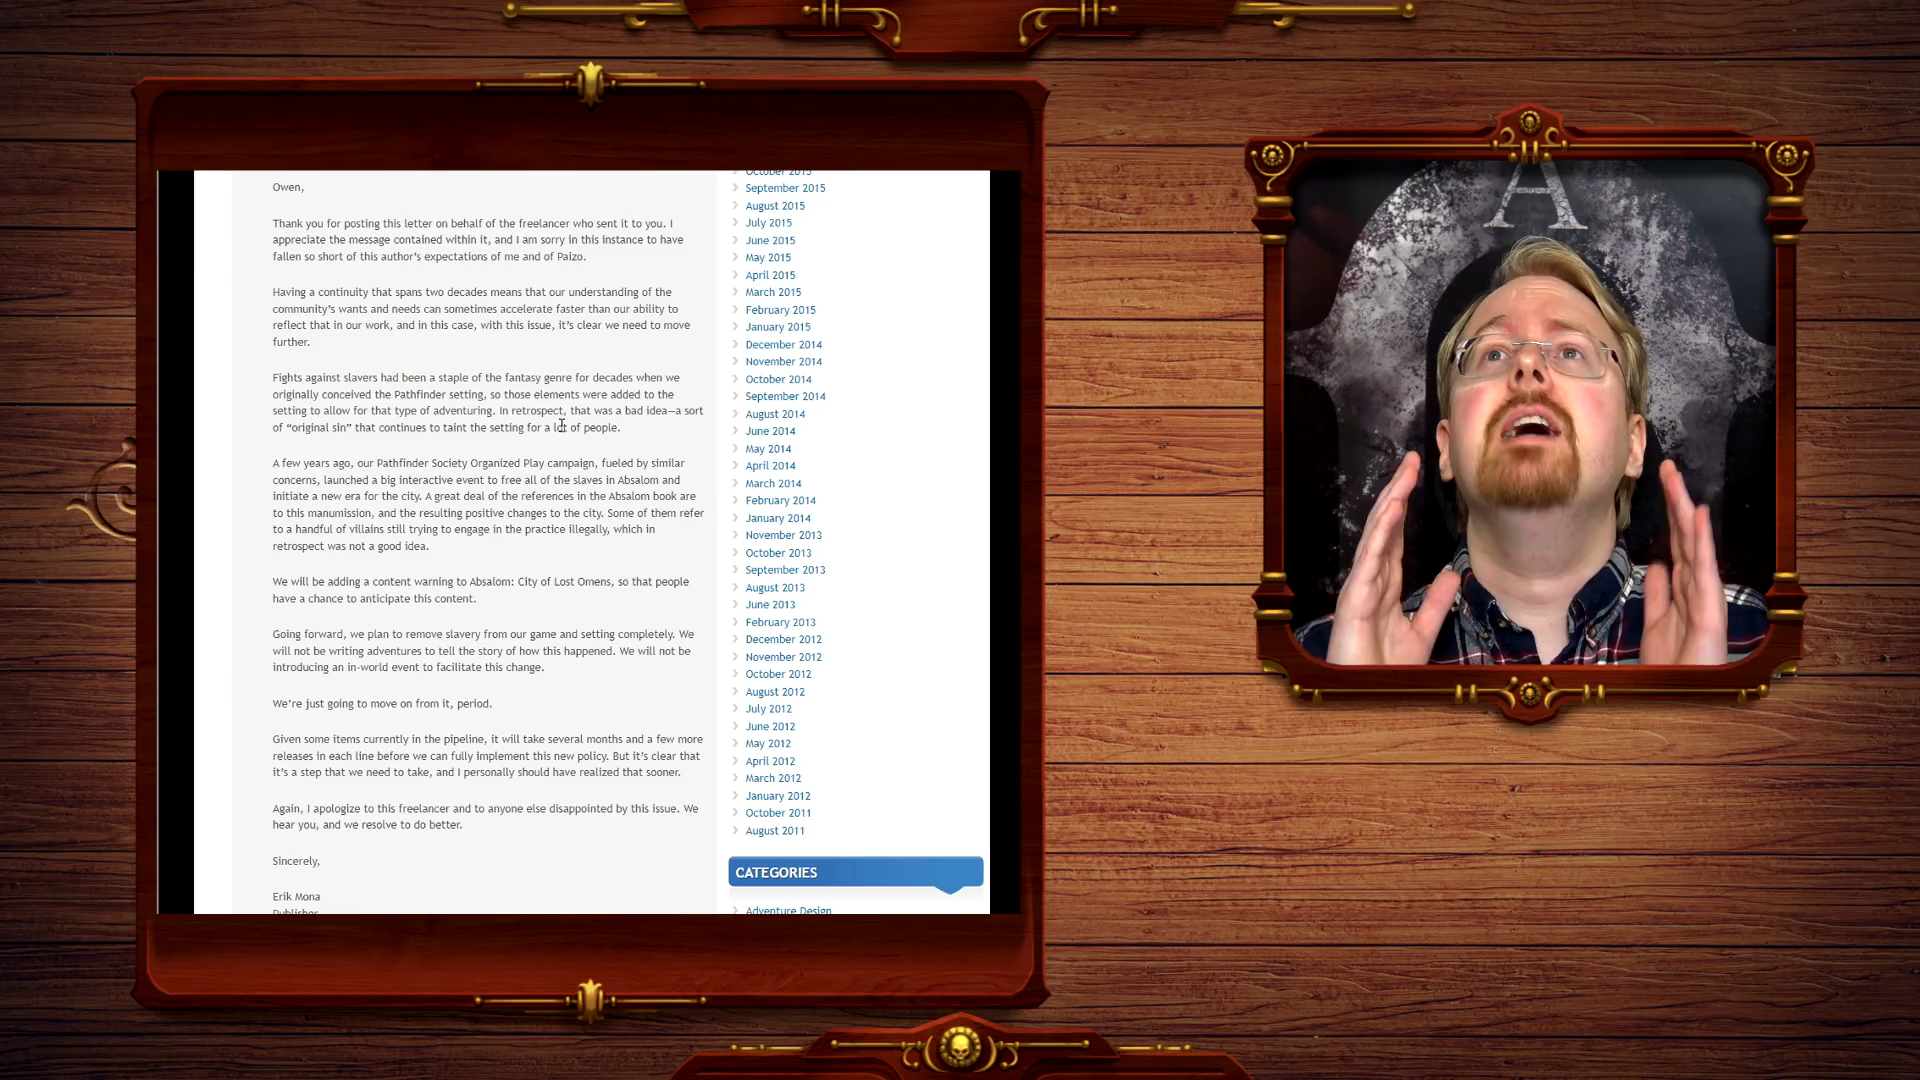 Owen,
Thank you for posting this letter on behalf of the freelancer who sent it to you. I
appreciate the message contained within it, and I am sorry in this instance to have
fallen so short of this author’s expectations of me and of Paizo.
Having a continuity that spans two decades means that our understanding of the
community’s wants and needs can sometimes accelerate faster than our ability to
reflect that in our work, and in this case, with this issue, it’s clear we need to move
further.
Fights against slavers had been a staple of the fantasy genre for decades when we
originally conceived the Pathfinder setting, so those elements were added to the
setting to allow for that type of adventuring. In retrospect, that was a bad idea—a sort
of “original sin” that continues to taint the setting for a lot of people.
A few years ago, our Pathfinder Society Organized Play campaign, fueled by similar
concerns, launched a big interactive event to free all of the slaves in Absalom and
initiate a new era for the city. A great deal of the references in the Absalom book are
to this manumission, and the resulting positive changes to the city. Some of them refer
to a handful of villains still trying to engage in the practice illegally, which in
retrospect was not a good idea.
We will be adding a content warning to Absalom: City of Lost Omens, so that people
have a chance to anticipate this content.
Going forward, we plan to remove slavery from our game and setting completely. We
will not be writing adventures to tell the story of how this happened. We will not be
introducing an in-world event to facilitate this change.
We’re just going to move on from it, period.
Given some items currently in the pipeline, it will take several months and a few more
releases in each line before we can fully implement this new policy. But it’s clear that
it’s a step that we need to take, and I personally should have realized that sooner.
Again, I apologize to this freelancer and to anyone else disappointed by this issue. We
hear you, and we resolve to do better.
Sincerely,
Erik Mona
Publisher
October 2015
September 2015
August 2015
July 2015
June 2015
May 2015
April 2015
March 2015
February 2015
January 2015
December 2014
November 2014
October 2014
September 2014
August 2014
June 2014
May 2014
April 2014
March 2014
February 2014
January 2014
November 2013
October 2013
September 2013
August 2013
June 2013
February 2013
December 2012
November 2012
October 2012
August 2012
July 2012
June 2012
May 2012
April 2012
March 2012
January 2012
October 2011
August 2011
CATEGORIES
Adventure Design
A